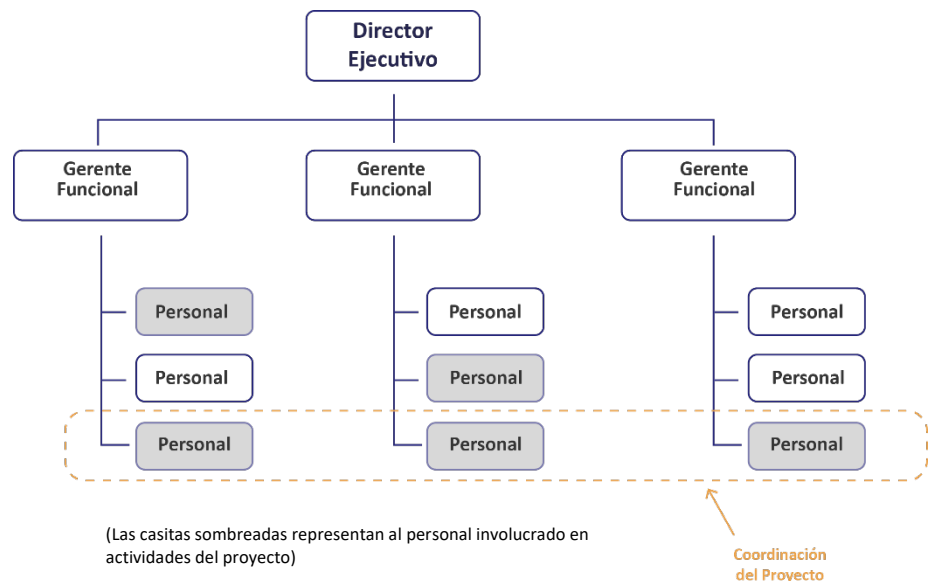 Director
Ejecutivo
Gerente
Funcional
Gerente
Funcional
Gerente
Funcional
Personal
Personal
Personal
Personal
Personal
Personal
Personal
Personal
Personal
(Las casitas sombreadas representan al personal involucrado en
actividades del proyecto)
Coordinación
del Proyecto